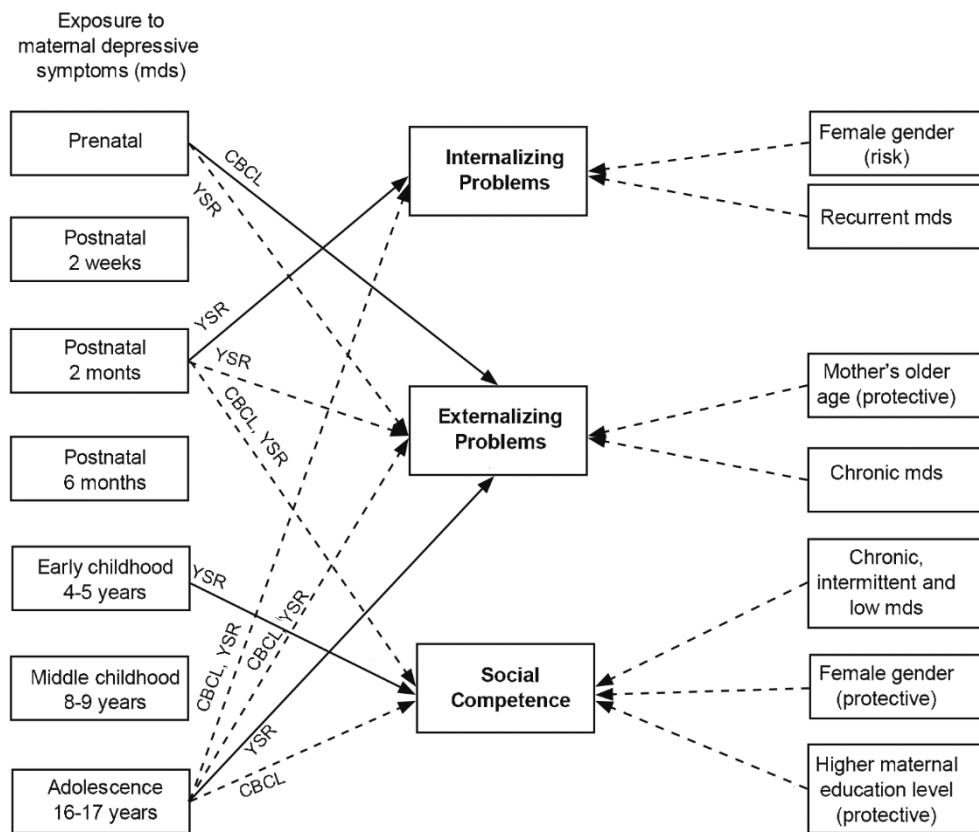 Exposure to
maternal depressive
symptoms (mds)
Prenatal
Postnatal
2 weeks
Postnatal
2 monts
Postnatal
6 months
Early childhood
4-5 years
Middle childhood
8-9 years
Adolescence
16-17 years
CBCL
YSR
YSR
YSR
CBCL, YSR
YSR
CBCL, YSR
CBCL, YSR
YSR
CBCL
Internalizing
Problems
Externalizing
Problems
Social
Competence
Female gender
(risk)
Recurrent mds
Mother's older
age (protective)
Chronic mds
Chronic,
intermittent and
low mds
Female gender
(protective)
Higher maternal
education level
(protective)